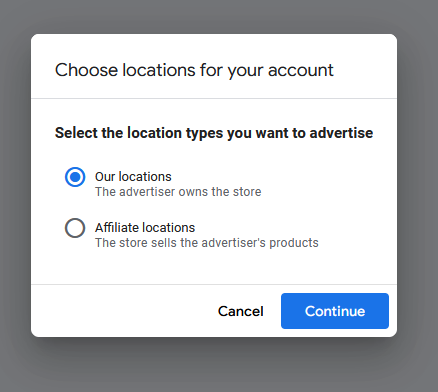 Choose locations for your account
Select the location types you want to advertise
Our locations
The advertiser owns the store
Affiliate locations
The store sells the advertiser's products
Cancel
Continue